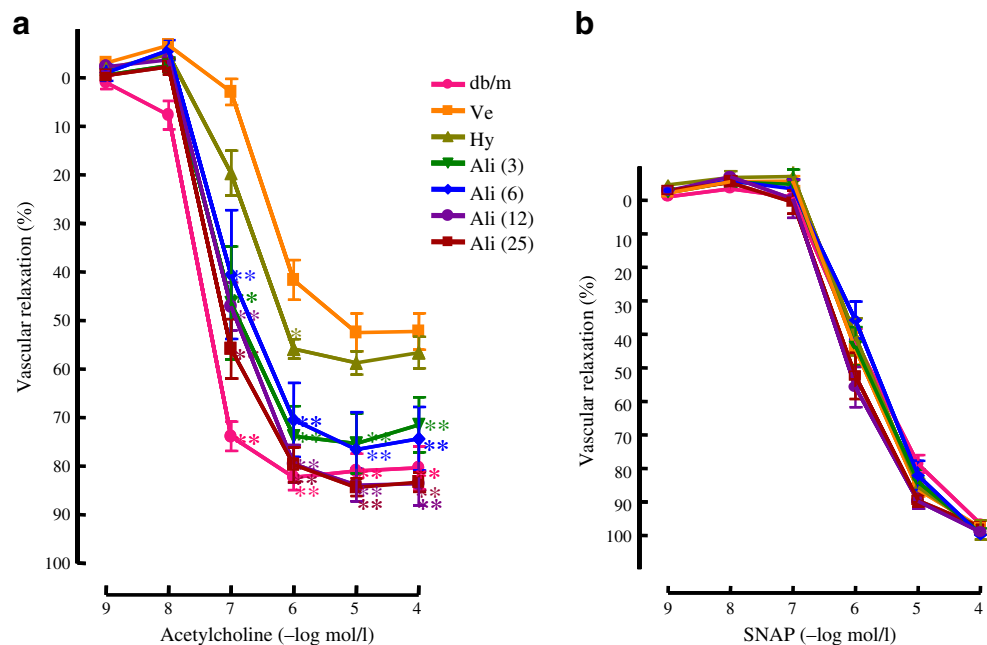 a
b
db/m
Ve
Hy
Ali (3)
Ali (6)
Ali (12)
Ali (25)
Vascular relaxation (%)
0
10
20
30
40
50
60
70
80
90
100
9 8 7 6 5 4
Acetylcholine (–log mol/l)
** ** ** ** * * ** ** ** ** ** ** ** ** ** ** ** ** ** **
Vascular relaxation (%)
0
10
20
30
40
50
60
70
80
90
100
9 8 7 6 5 4
SNAP (–log mol/l)